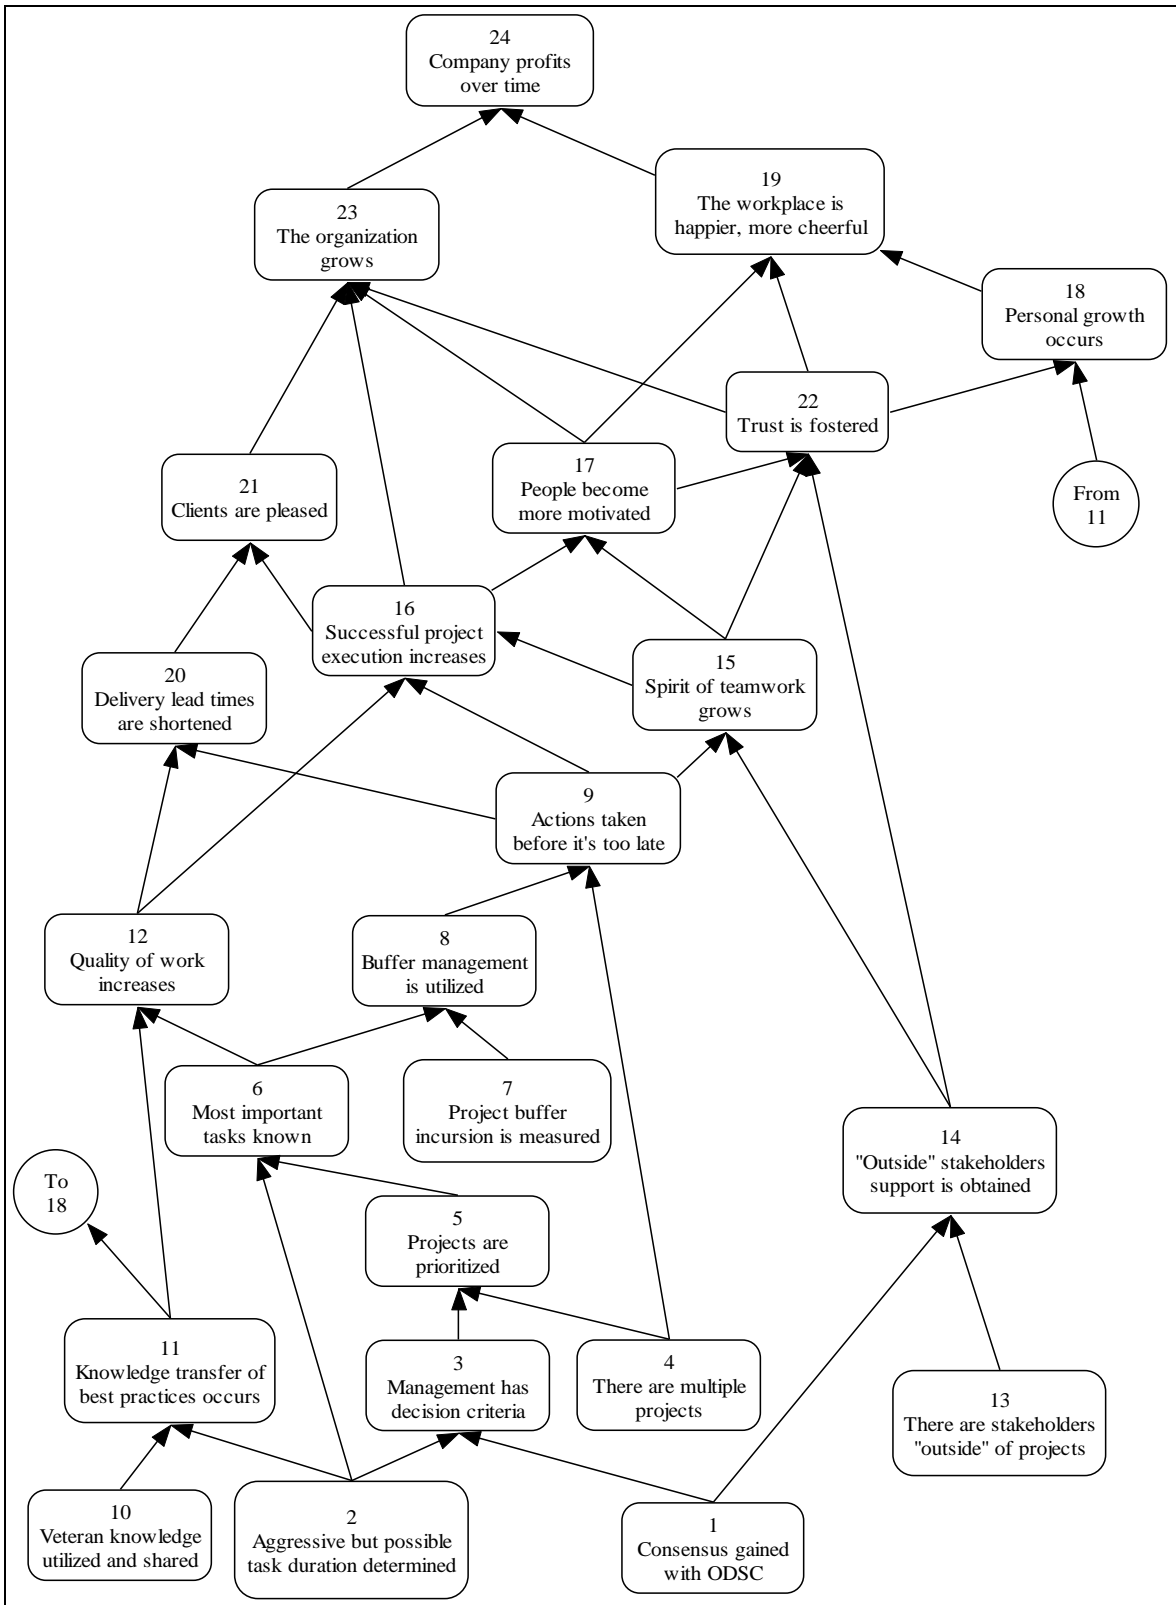 24
Company profits
over time
19
The workplace is
happier, more cheerful
23
The organization
grows
18
Personal growth
occurs
22
Trust is fostered
17
People become
more motivated
21
Clients are pleased
From
11
16
Successful project
execution increases
15
Spirit of teamwork
grows
20
Delivery lead times
are shortened
9
Actions taken
before it's too late
12
Quality of work
increases
8
Buffer management
is utilized
6
Most important
tasks known
7
Project buffer
incursion is measured
14
"Outside" stakeholders
support is obtained
To
18
5
Projects are
prioritized
11
Knowledge transfer of
best practices occurs
3
Management has
decision criteria
4
There are multiple
projects
13
There are stakeholders
"outside" of projects
10
Veteran knowledge
utilized and shared
2
Aggressive but possible
task duration determined
1
Consensus gained
with ODSC